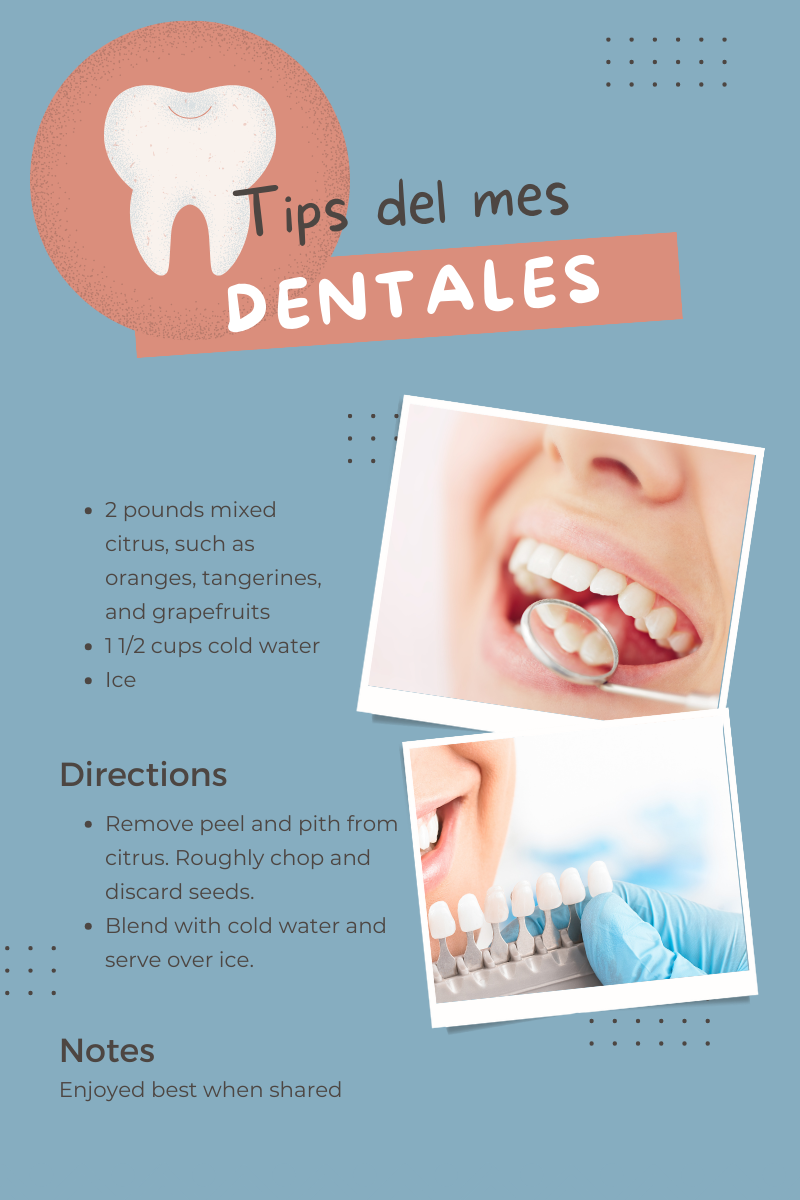 Tips del mes
DENTALES
• 2 pounds mixed
citrus, such as
oranges, tangerines,
and grapefruits
• 1 1/2 cups cold water
• Ice
Directions
• Remove peel and pith from
citrus. Roughly chop and
discard seeds.
• Blend with cold water and
serve over ice.
Notes
Enjoyed best when shared